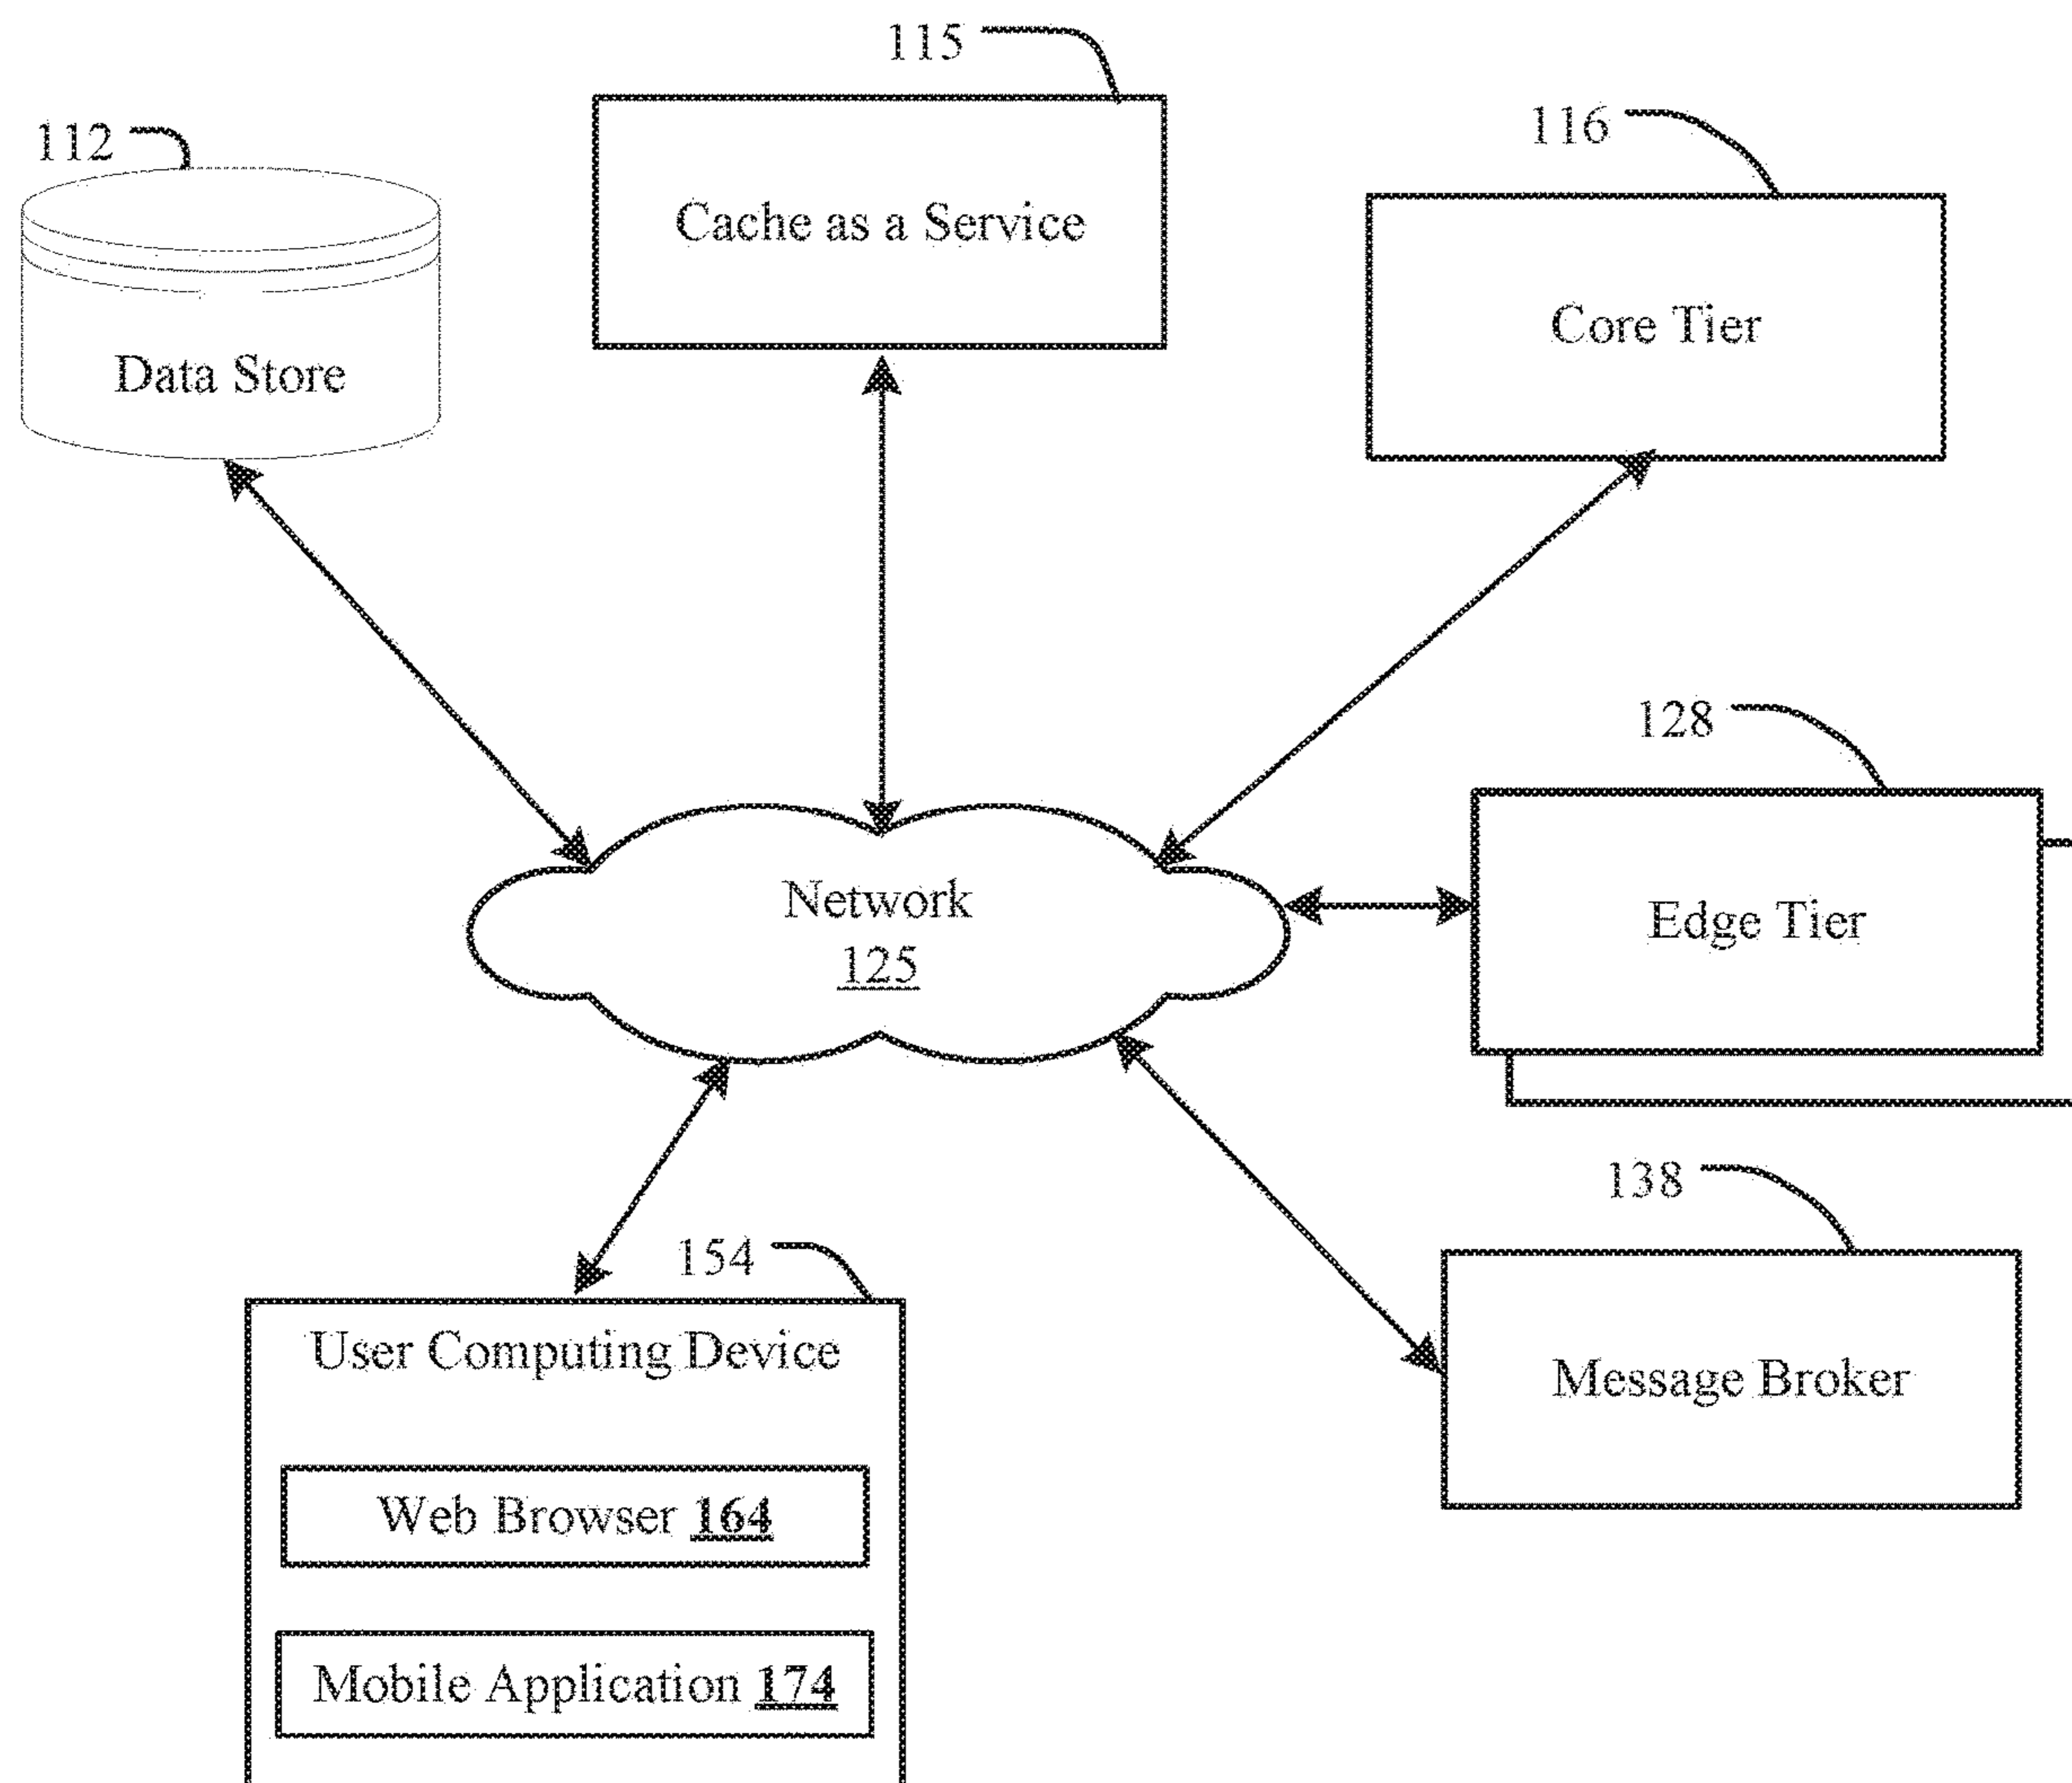 115
112
116
Cache as a Service
Core Tier
Data Store
128
Network
125
Edge Tier
138
154
User Computing Device
Message Broker
Web Browser 164
Mobile Application 174